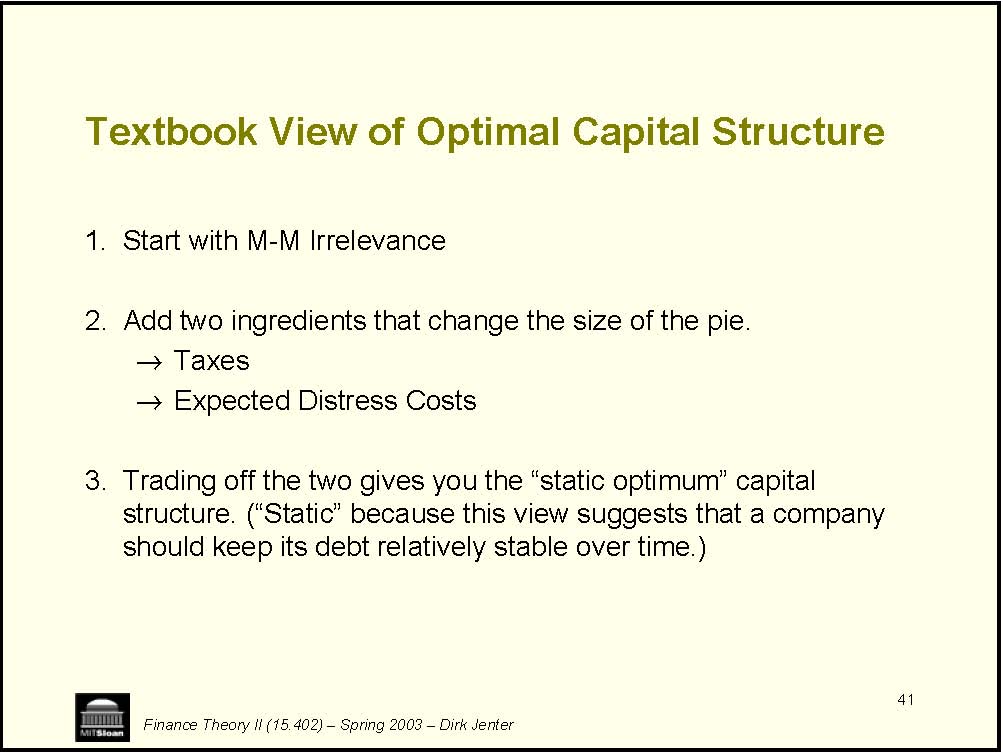 Textbook View of Optimal Capital Structure
1. Start with M-M Irrelevance
2. Add two ingredients that change the size of the pie.
→ Taxes
→ Expected Distress Costs
3. Trading off the two gives you the “static optimum” capital
structure. (“Static” because this view suggests that a company
should keep its debt relatively stable over time.)
41
MITSloan
Finance Theory II (15.402) – Spring 2003 – Dirk Jenter